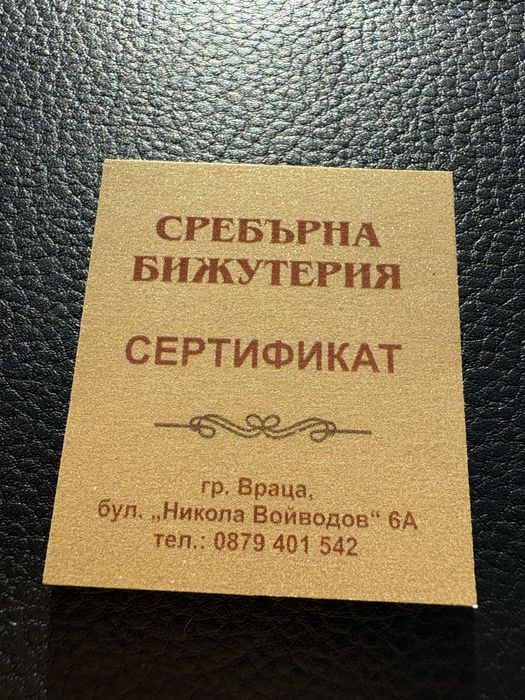 СРЕБЪРНА
БИЖУТЕРИЯ
СЕРТИФИКАТ
гр. Враца,
бул. „Никола Войводов“ 6А
тел.: 0879 401 542